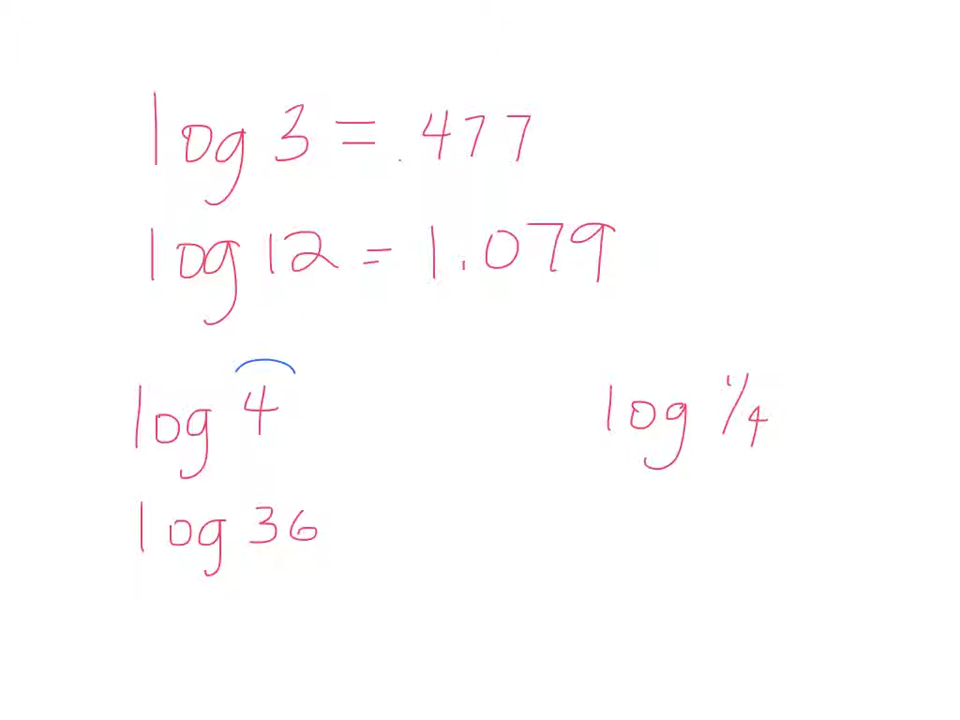 log 3 = .477
log 12 = 1.079
log 4
log 1/4
log 36